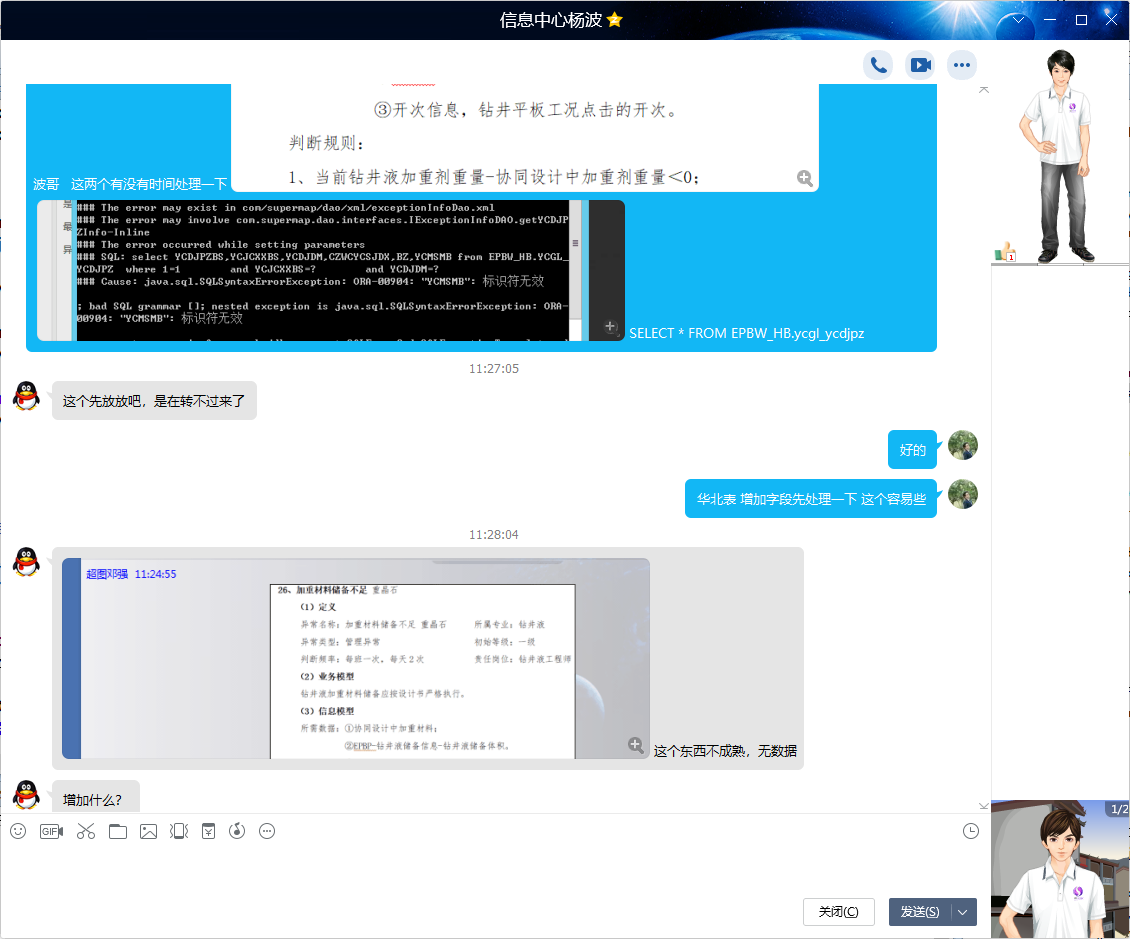 信息中心杨波
③开次信息，钻井平板工况点击的开次。
判断规则：
1、当前钻井液加重剂重量-协同设计中加重剂重量＜0；
波哥 这两个有没有时间处理一下
是
最
异
### The error may exist in com/supermap/dao/xml/exceptionInfoDao.xml
### The error may involve com.supermap.dao.interfaces.IExceptionInfoDAO.getYCDJP
ZInfo-Inline
### The error occurred while setting parameters
### SQL: select YCDJPZBS,YCJCXXBS,YCDJDM,CZWCYCSJDX,BZ,YCMSMB from EPBW_HB.YCGL_
YCDJPZ where 1=1 and YCJCXXBS=? and YCDJDM=?
### Cause: java.sql.SQLSyntaxErrorException: ORA-00904: "YCMSMB": 标识符无效
; bad SQL grammar []; nested exception is java.sql.SQLSyntaxErrorException: ORA-
00904: "YCMSMB": 标识符无效
SELECT * FROM EPBW_HB.ycgl_ycdjpz
11:27:05
这个先放放吧，是在转不过来了
好的
华北表 增加字段先处理一下 这个容易些
11:28:04
超图邓强 11:24:55
26、加重材料储备不足 重晶石
(1) 定义
异常名称：加重材料储备不足 重晶石 所属专业：钻井液
异常类型：管理异常 初始等级：一级
判断频率：每班一次、每天2次 责任岗位：钻井液工程师
(2) 业务模型
钻井液加重材料储备应按设计书严格执行。
(3) 信息模型
所需数据：①协同设计中加重材料；
②EPBP-钻井液储备信息-钻井液储备体积。
这个东西不成熟，无数据
增加什么？
GIF
1
1/2
关闭(C)
发送(S)